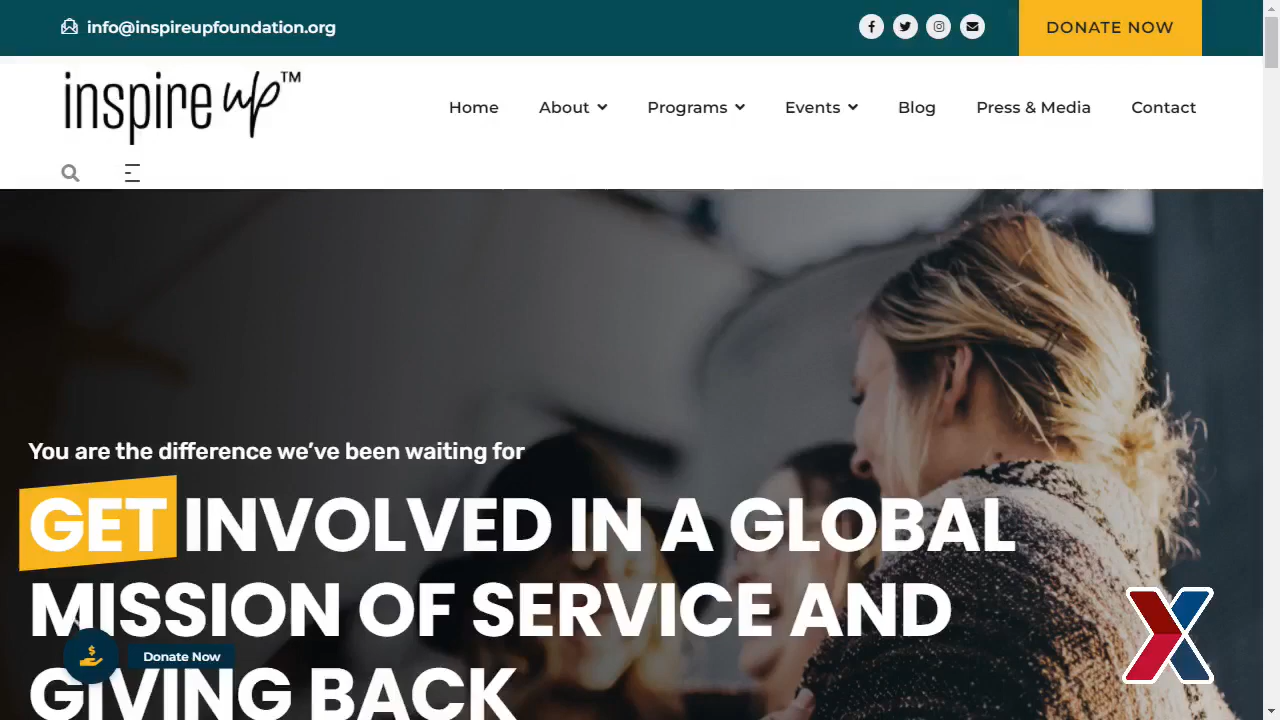 info@inspireupfoundation.org
DONATE NOW
inspire up™
Home About Programs Events Blog Press & Media Contact
You are the difference we’ve been waiting for
GET INVOLVED IN A GLOBAL
MISSION OF SERVICE AND
GIVING BACK
Donate Now